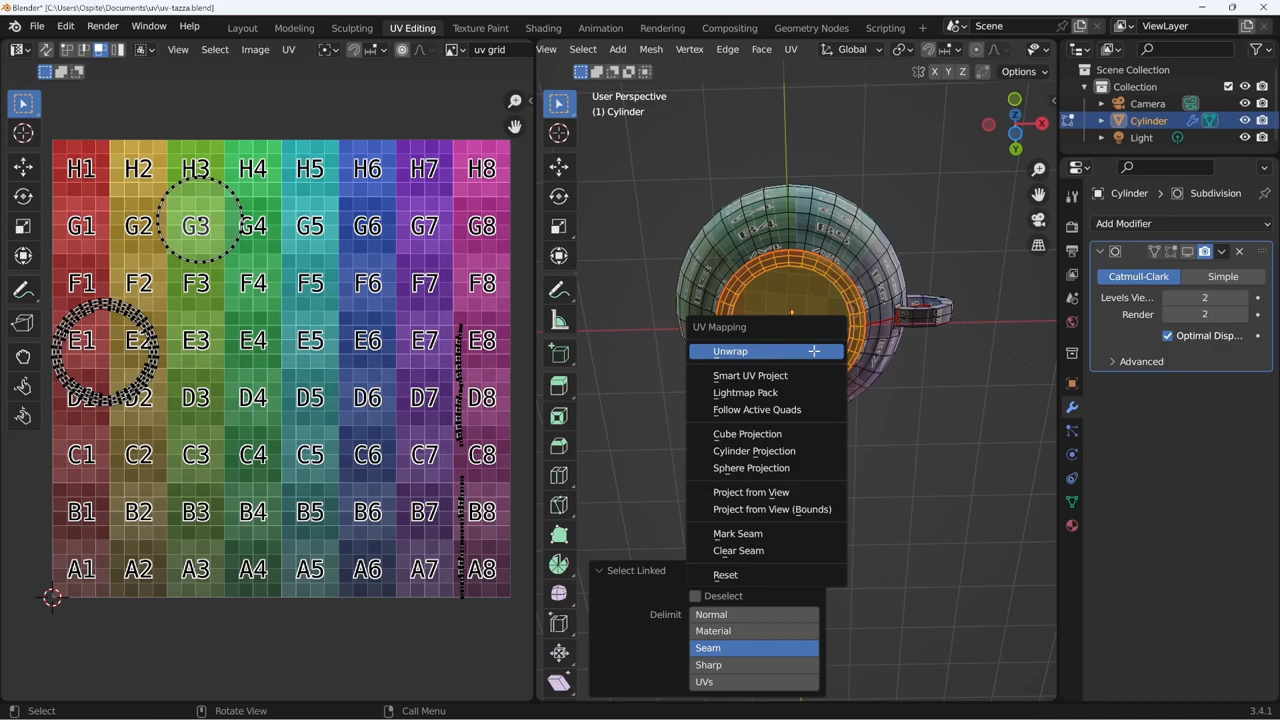 Blender* [C:\Users\Ospite\Documents\uv\uv-tazza.blend]
File Edit Render Window Help
Layout Modeling Sculpting UV Editing Texture Paint Shading Animation Rendering Compositing Geometry Nodes Scripting
Scene
ViewLayer
View Select Image UV
uv grid
View Select Add Mesh Vertex Edge Face UV
Global
X Y Z
Options
User Perspective
(1) Cylinder
Scene Collection
Collection
Camera
Cylinder
Light
X
Z
Y
H1 H2 H3 H4 H5 H6 H7 H8
G1 G2 G3 G4 G5 G6 G7 G8
F1 F2 F3 F4 F5 F6 F7 F8
E1 E2 E3 E4 E5 E6 E7 E8
D1 D2 D3 D4 D5 D6 D7 D8
C1 C2 C3 C4 C5 C6 C7 C8
B1 B2 B3 B4 B5 B6 B7 B8
A1 A2 A3 A4 A5 A6 A7 A8
UV Mapping
Unwrap
Smart UV Project
Lightmap Pack
Follow Active Quads
Cube Projection
Cylinder Projection
Sphere Projection
Project from View
Project from View (Bounds)
Mark Seam
Clear Seam
Reset
Select Linked
Deselect
Delimit
Normal
Material
Seam
Sharp
UVs
Cylinder
Subdivision
Add Modifier
Catmull-Clark Simple
Levels Vie... 2
Render 2
Optimal Disp...
Advanced
Select
Rotate View
Call Menu
3.4.1